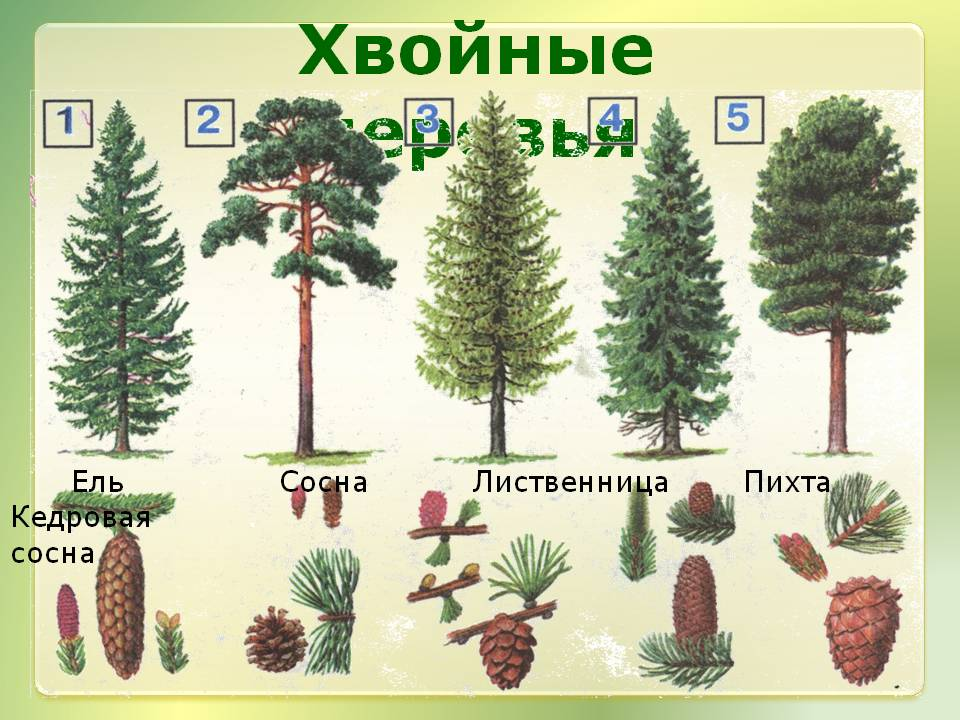 Хвойные
деревья
1 2 3 4 5
Ель Сосна Лиственница Пихта
Кедровая
сосна